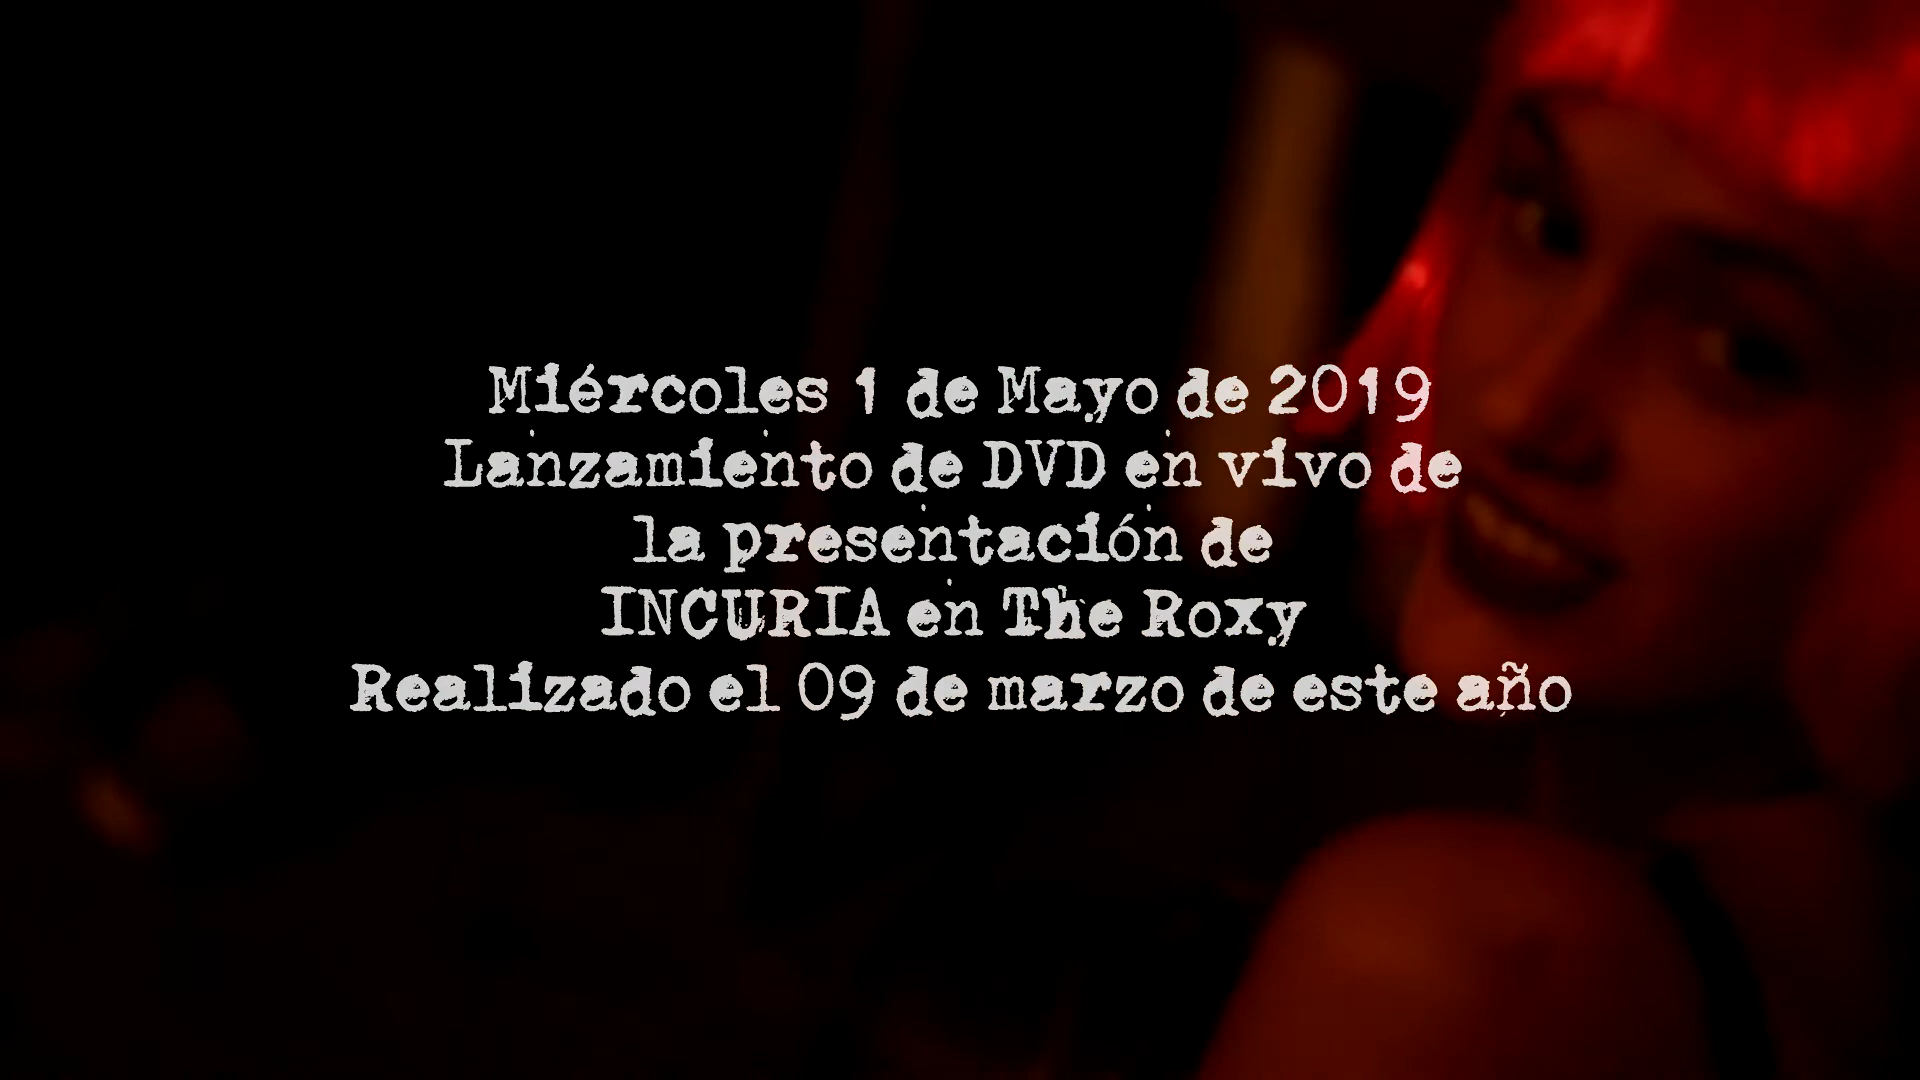 Miércoles 1 de Mayo de 2019
Lanzamiento de DVD en vivo de
la presentación de
INCURIA en The Roxy
Realizado el 09 de marzo de este año